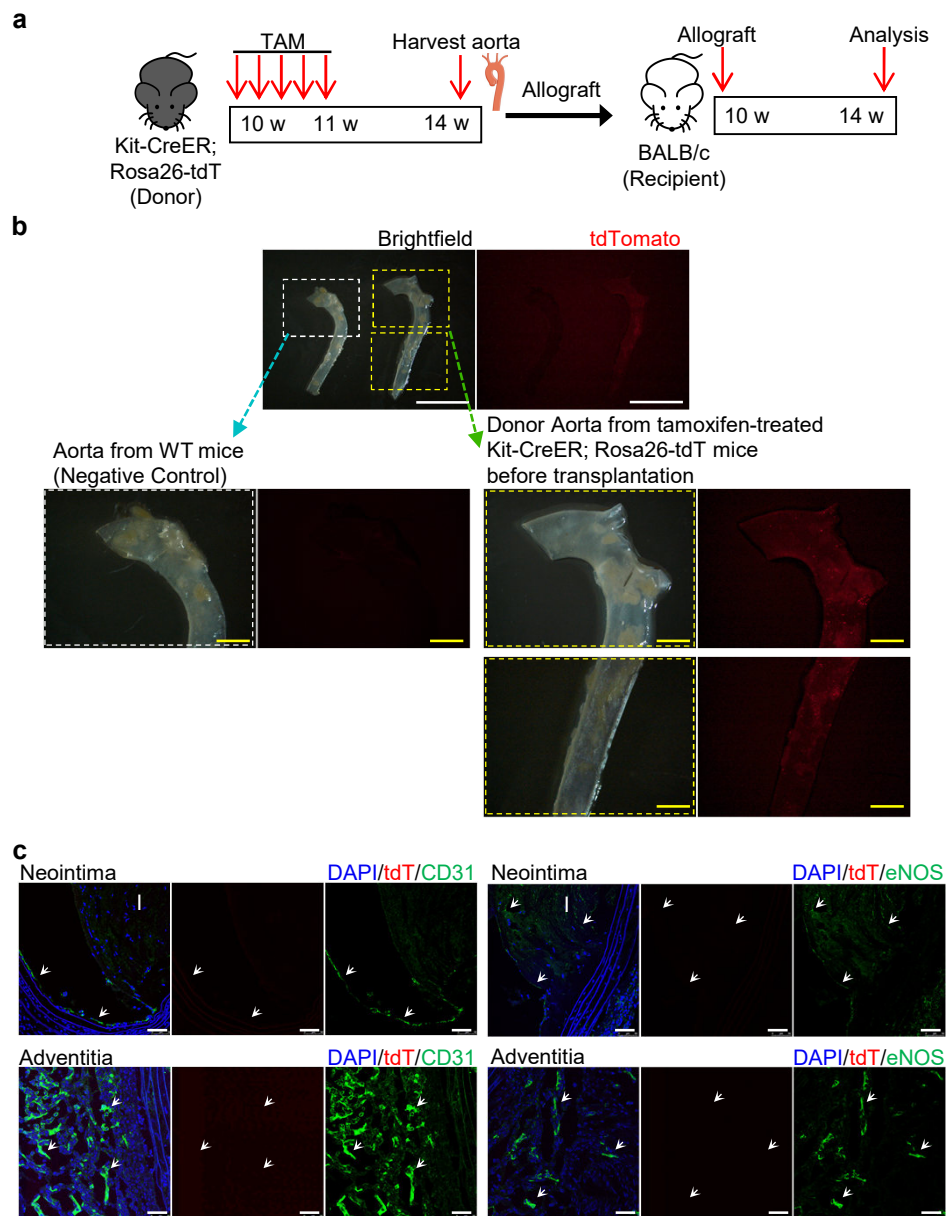 a
TAM
Harvest aorta
Allograft
Analysis
10 w
11 w
14 w
Allograft
10 w
14 w
Kit-CreER;
Rosa26-tdT
(Donor)
BALB/c
(Recipient)
b
Brightfield
tdTomato
Aorta from WT mice
(Negative Control)
Donor Aorta from tamoxifen-treated
Kit-CreER; Rosa26-tdT mice
before transplantation
c
Neointima
DAPI/tdT/CD31
I
Neointima
DAPI/tdT/eNOS
I
Adventitia
DAPI/tdT/CD31
Adventitia
DAPI/tdT/eNOS